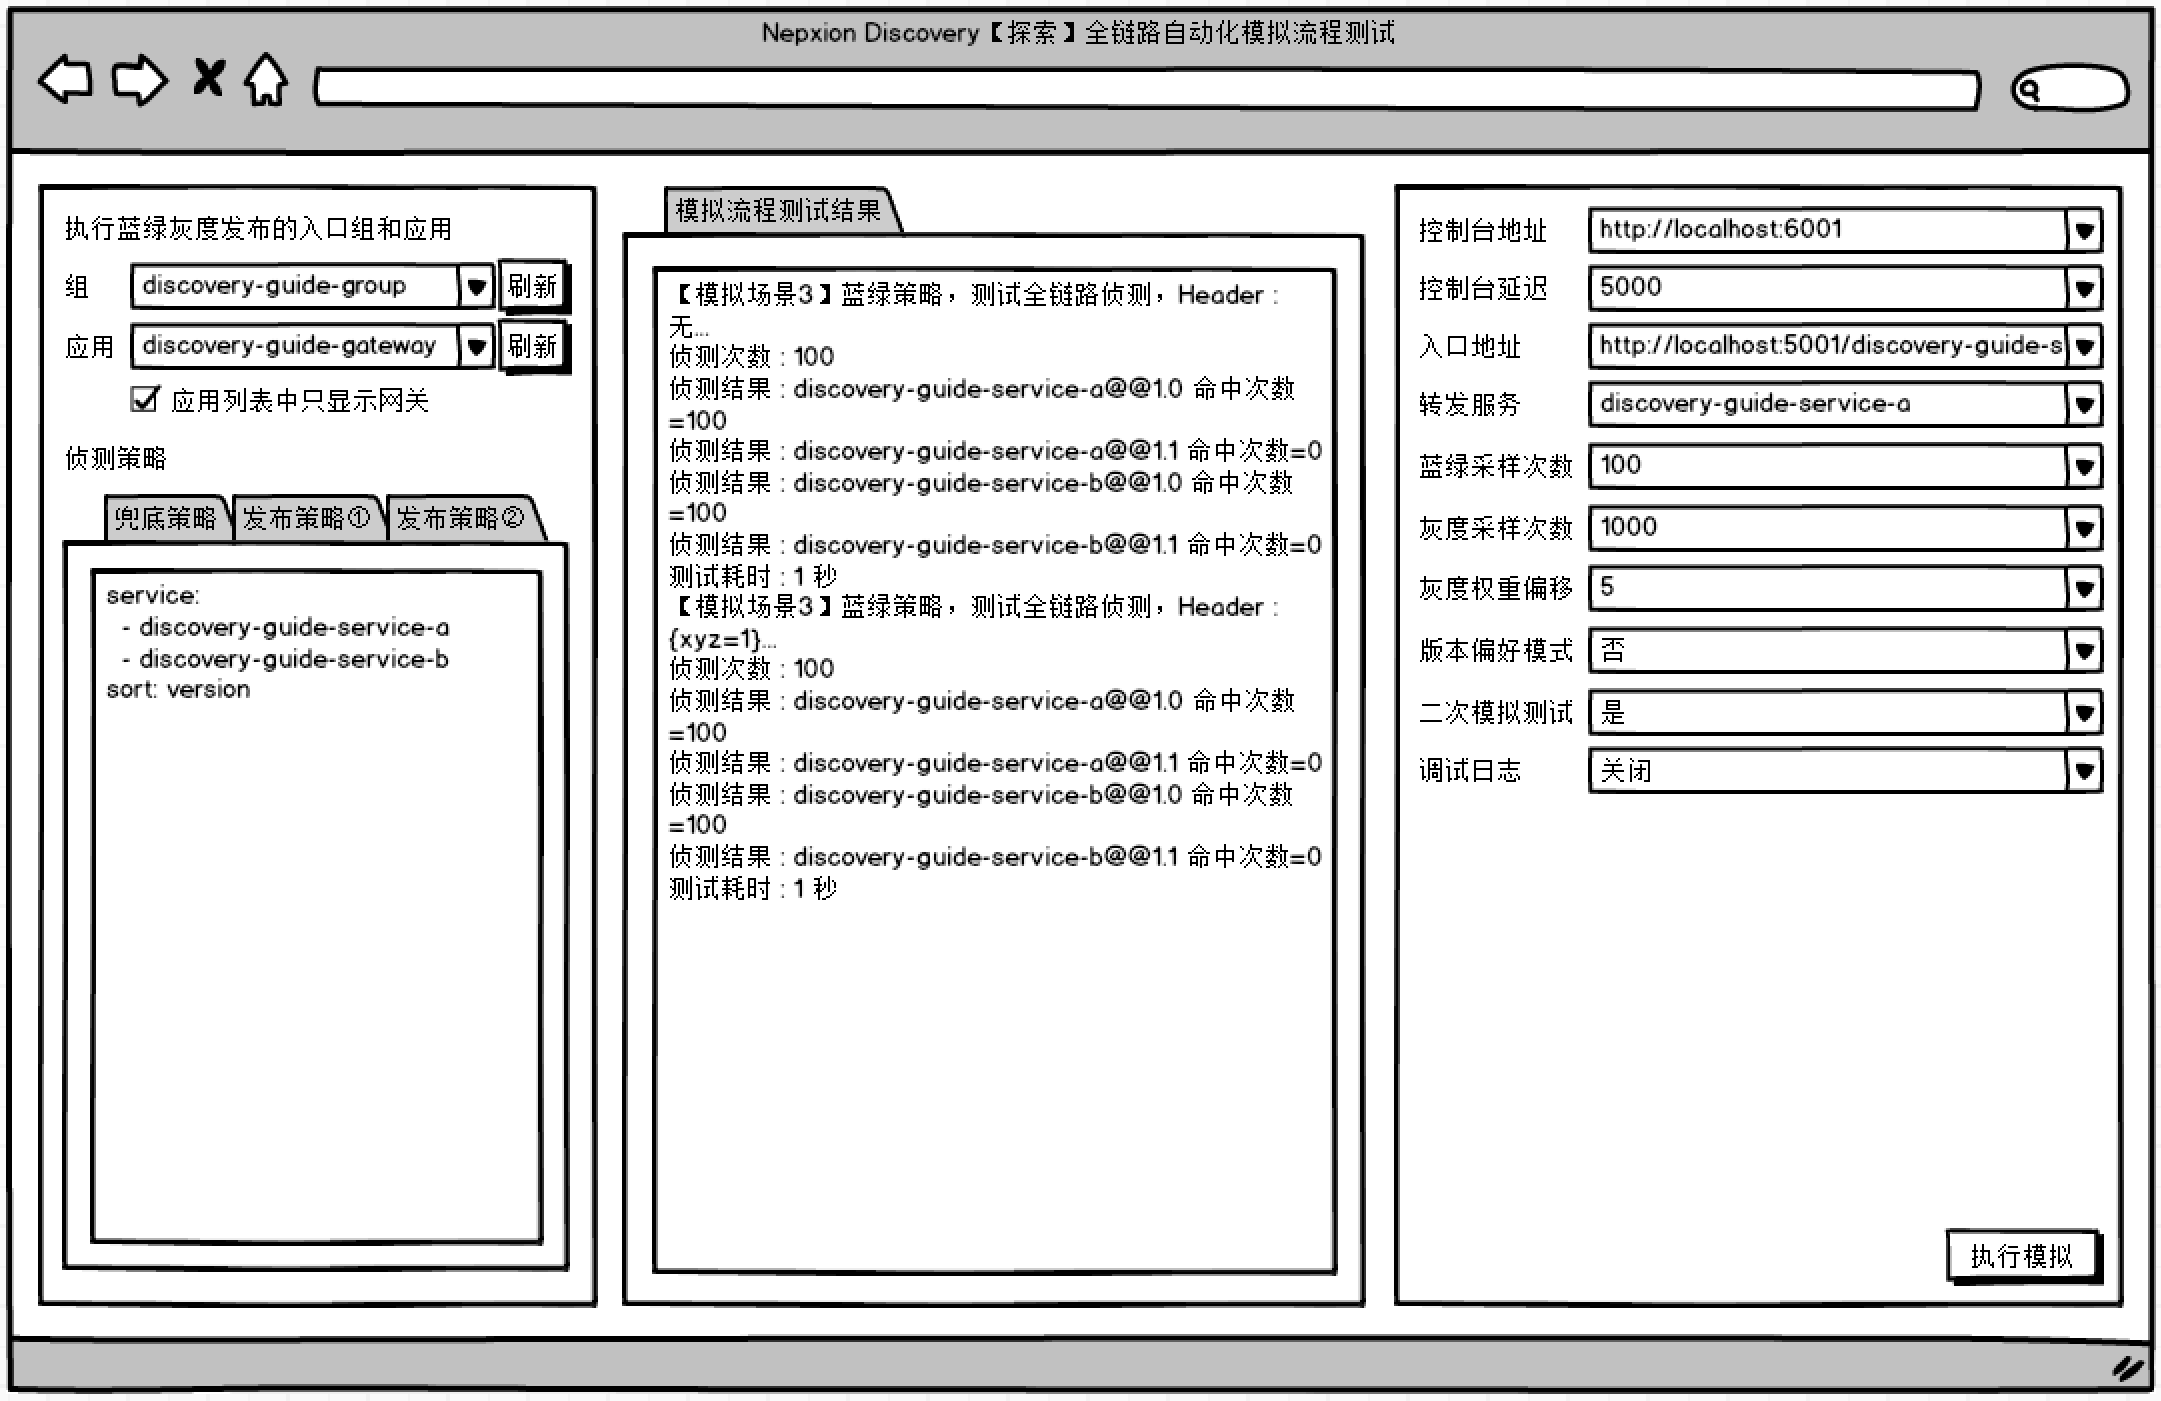 Nepxion Discovery【探索】全链路自动化模拟流程测试
执行蓝绿灰度发布的入口组和应用
组
discovery-guide-group
刷新
应用
discovery-guide-gateway
刷新
应用列表中只显示网关
侦测策略
兜底策略
发布策略①
发布策略②
service:
- discovery-guide-service-a
- discovery-guide-service-b
sort: version
模拟流程测试结果
【模拟场景3】蓝绿策略，测试全链路侦测，Header :
无...
侦测次数 : 100
侦测结果 : discovery-guide-service-a@@1.0 命中次数
=100
侦测结果 : discovery-guide-service-a@@1.1 命中次数=0
侦测结果 : discovery-guide-service-b@@1.0 命中次数
=100
侦测结果 : discovery-guide-service-b@@1.1 命中次数=0
测试耗时 : 1 秒
【模拟场景3】蓝绿策略，测试全链路侦测，Header :
{xyz=1}...
侦测次数 : 100
侦测结果 : discovery-guide-service-a@@1.0 命中次数
=100
侦测结果 : discovery-guide-service-a@@1.1 命中次数=0
侦测结果 : discovery-guide-service-b@@1.0 命中次数
=100
侦测结果 : discovery-guide-service-b@@1.1 命中次数=0
测试耗时 : 1 秒
控制台地址
http://localhost:6001
控制台延迟
5000
入口地址
http://localhost:5001/discovery-guide-s
转发服务
discovery-guide-service-a
蓝绿采样次数
100
灰度采样次数
1000
灰度权重偏移
5
版本偏好模式
否
二次模拟测试
是
调试日志
关闭
执行模拟